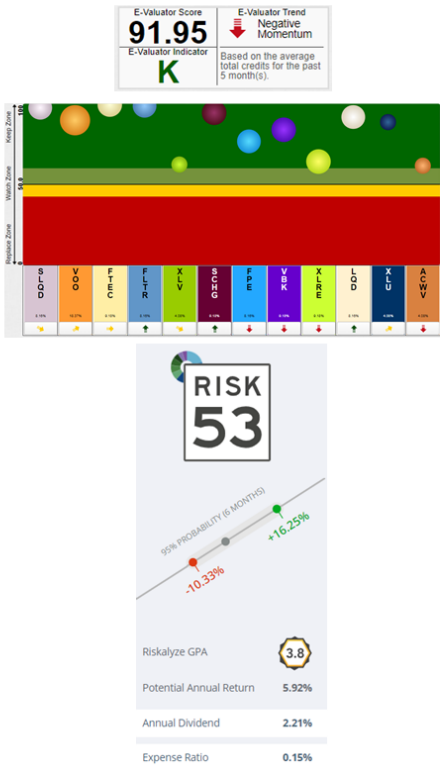 E-Valuator Score
91.95
E-Valuator Indicator
K
E-Valuator Trend
Negative
Momentum
Based on the average
total credits for the past
5 month(s).
Keep Zone
Watch Zone
Replace Zone
100
50.0
0
SLQD
VOO
FTEC
FLTR
XLV
SCHG
FPE
VBK
XLRE
LQD
XLU
ACWV
RISK
53
95% PROBABILITY (6 MONTHS)
+16.25%
-10.33%
Riskalyze GPA
3.8
Potential Annual Return 5.92%
Annual Dividend 2.21%
Expense Ratio 0.15%